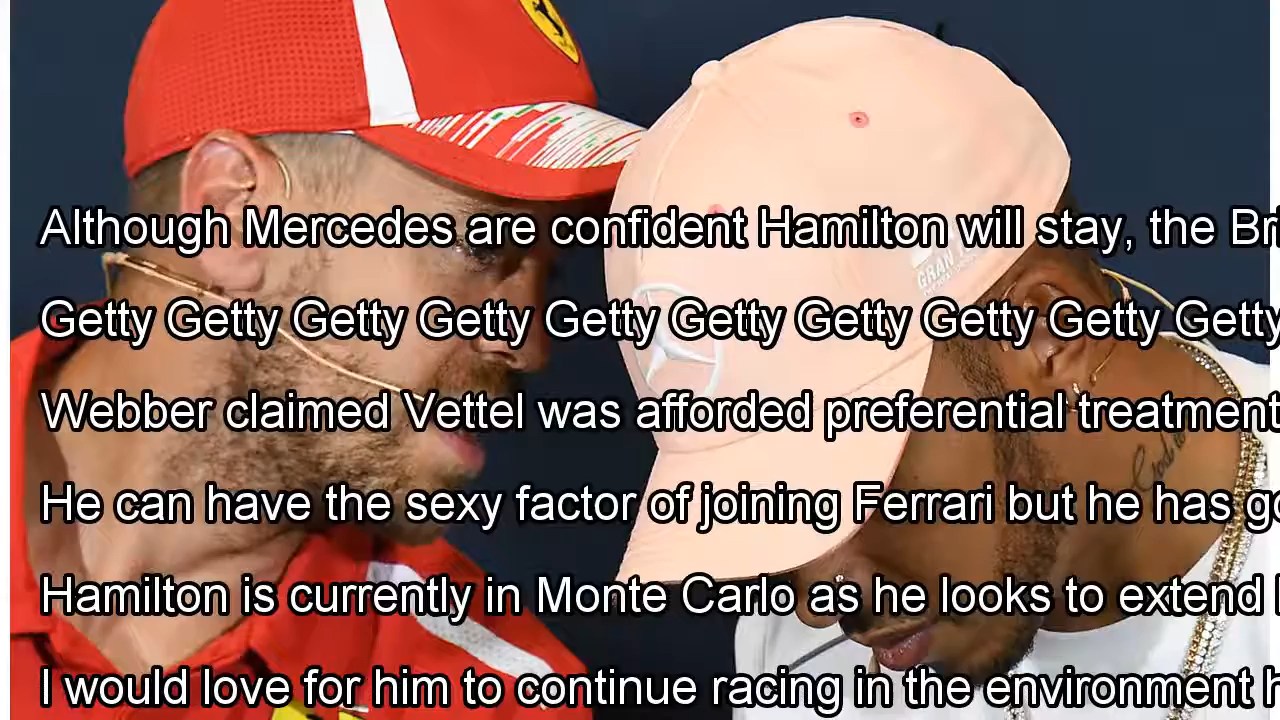 Although Mercedes are confident Hamilton will stay, the
GRAN
Getty Getty Getty Getty Getty Getty Getty Getty Getty Getty
Webber claimed Vettel was afforded preferential treatment
He can have the sexy factor of joining Ferrari but he has
Hamilton is currently in Monte Carlo as he looks to extend
I would love for him to continue racing in the environment